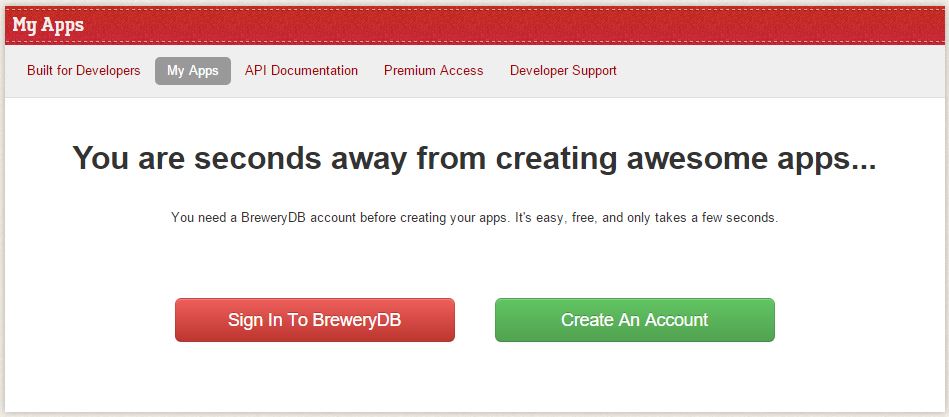 My Apps
Built for Developers My Apps API Documentation Premium Access Developer Support
You are seconds away from creating awesome apps...
You need a BreweryDB account before creating your apps. It's easy, free, and only takes a few seconds.
Sign In To BreweryDB Create An Account